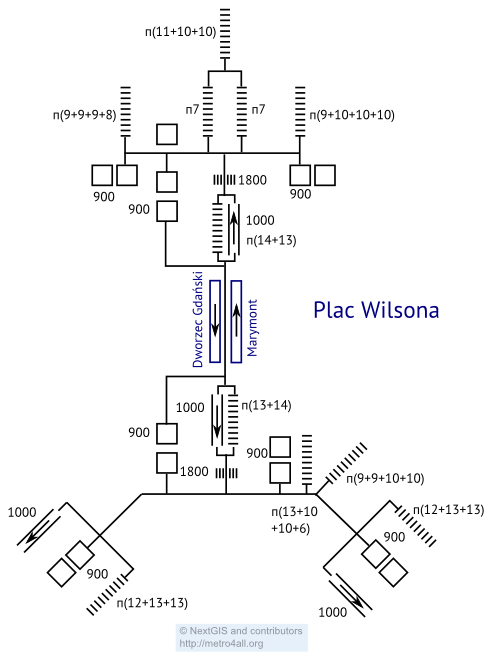 п(11+10+10)
п(9+9+9+8)
п7
п7
п(9+10+10+10)
1800
900
900
900
1000
п(14+13)
Dworzec Gdański
Marymont
Plac Wilsona
1000
п(13+14)
900
900
1800
п(9+9+10+10)
1000
п(13+10
+10+6)
п(12+13+13)
900
900
п(12+13+13)
1000
© NextGIS and contributors
http://metro4all.org